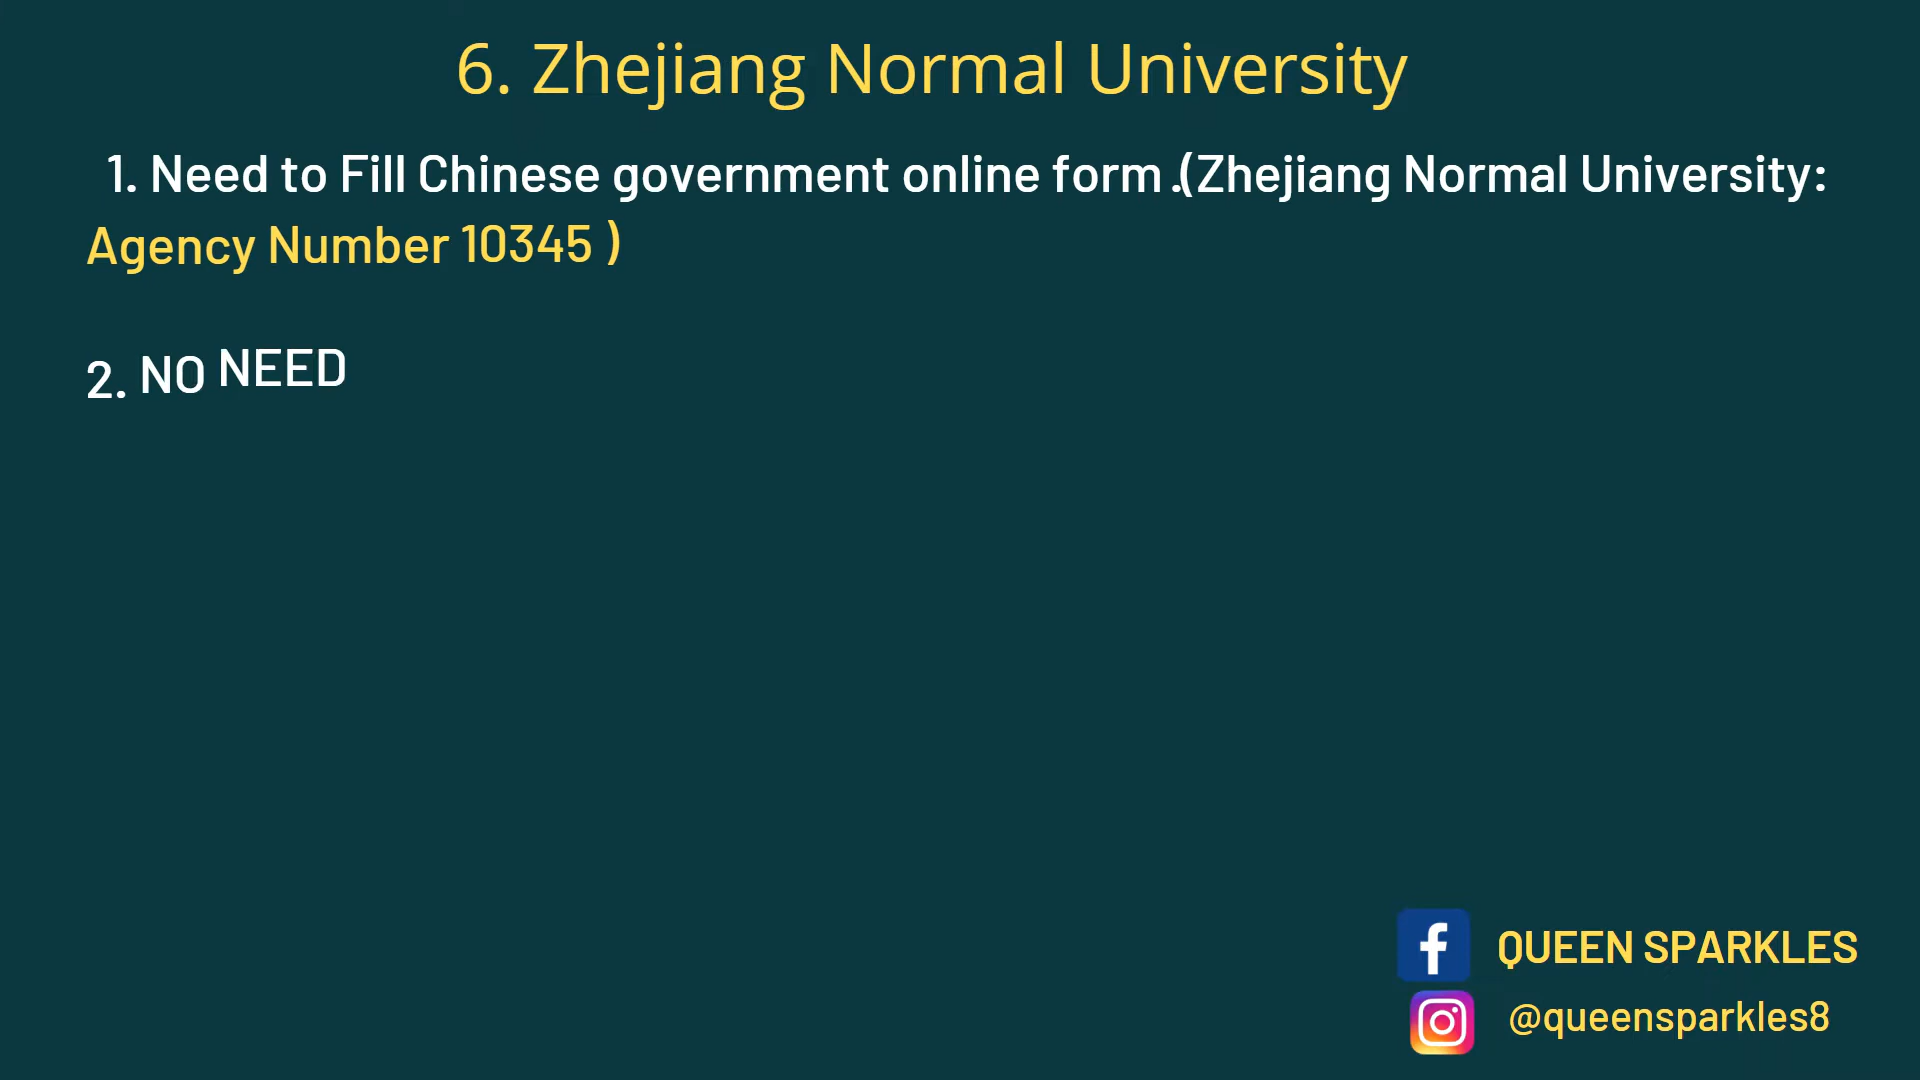 6. Zhejiang Normal University
1. Need to Fill Chinese government online form .(Zhejiang Normal University:
Agency Number 10345 )
2. NO NEED
QUEEN SPARKLES
@queensparkles8